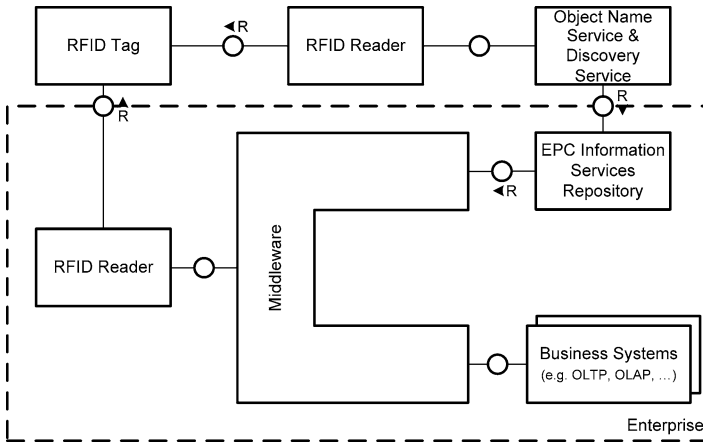 RFID Tag
◄R
RFID Reader
Object Name
Service &
Discovery
Service
▲
R
R
▼
EPC Information
Services
Repository
◄R
Middleware
RFID Reader
Business Systems
(e.g. OLTP, OLAP, ...)
Enterprise